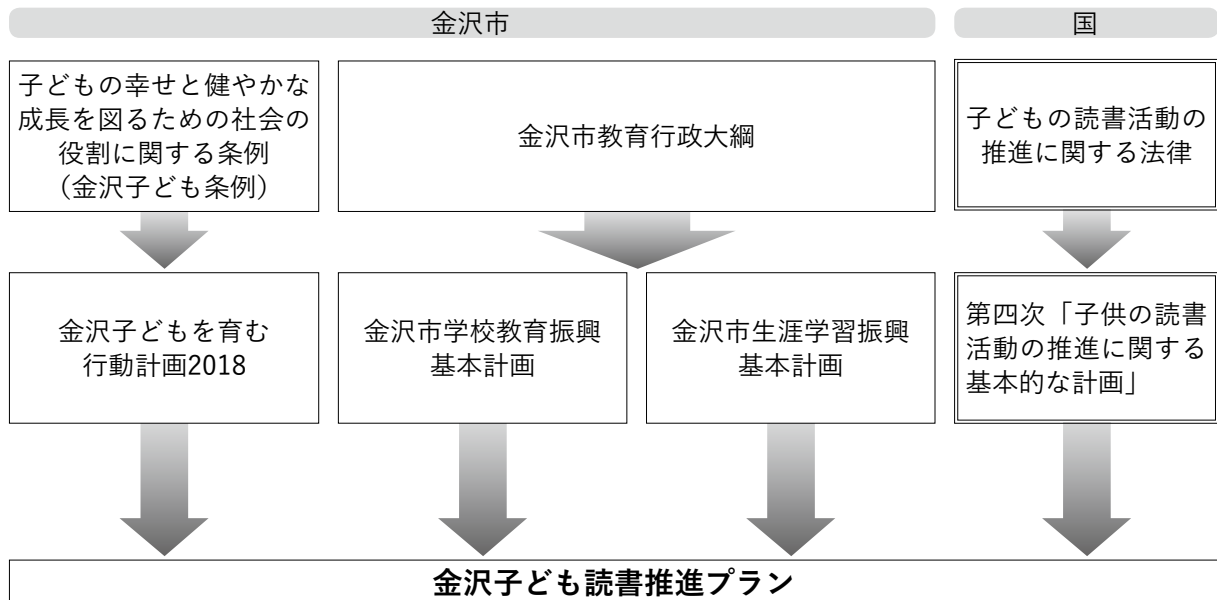 金沢市
国
子どもの幸せと健やかな
成長を図るための社会の
役割に関する条例
（金沢子ども条例）
金沢市教育行政大綱
子どもの読書活動の
推進に関する法律
金沢子どもを育む
行動計画2018
金沢市学校教育振興
基本計画
金沢市生涯学習振興
基本計画
第四次「子供の読書
活動の推進に関する
基本的な計画」
金沢子ども読書推進プラン